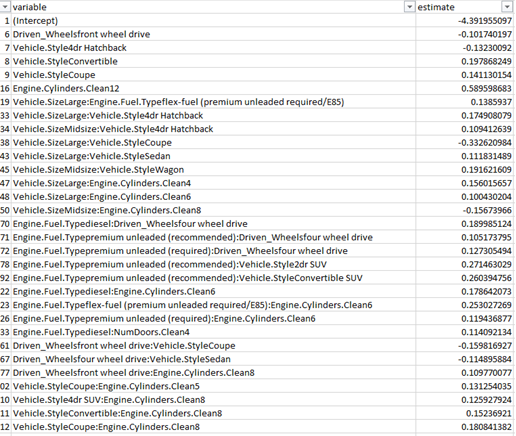 variable estimate
1 (Intercept) -4.391955097
6 Driven_Wheelsfront wheel drive -0.101740197
7 Vehicle.Style4dr Hatchback -0.13230092
8 Vehicle.StyleConvertible 0.197868249
9 Vehicle.StyleCoupe 0.141130154
16 Engine.Cylinders.Clean12 0.589598683
19 Vehicle.SizeLarge:Engine.Fuel.Typeflex-fuel (premium unleaded required/E85) 0.1385937
33 Vehicle.SizeLarge:Vehicle.Style4dr Hatchback 0.174908079
34 Vehicle.SizeMidsize:Vehicle.Style4dr Hatchback 0.109412639
38 Vehicle.SizeLarge:Vehicle.StyleCoupe -0.332620984
43 Vehicle.SizeLarge:Vehicle.StyleSedan 0.111831489
45 Vehicle.SizeMidsize:Vehicle.StyleWagon 0.191621609
47 Vehicle.SizeLarge:Engine.Cylinders.Clean4 0.156015657
48 Vehicle.SizeLarge:Engine.Cylinders.Clean6 0.100430204
50 Vehicle.SizeMidsize:Engine.Cylinders.Clean8 -0.15673966
70 Engine.Fuel.Typediesel:Driven_Wheelsfour wheel drive 0.189985124
71 Engine.Fuel.Typepremium unleaded (recommended):Driven_Wheelsfour wheel drive 0.105173795
72 Engine.Fuel.Typepremium unleaded (required):Driven_Wheelsfour wheel drive 0.127305494
78 Engine.Fuel.Typepremium unleaded (recommended):Vehicle.Style2dr SUV 0.271463029
92 Engine.Fuel.Typepremium unleaded (recommended):Vehicle.StyleConvertible SUV 0.260394756
22 Engine.Fuel.Typediesel:Engine.Cylinders.Clean6 0.178642073
23 Engine.Fuel.Typeflex-fuel (premium unleaded required/E85):Engine.Cylinders.Clean6 0.253027269
26 Engine.Fuel.Typepremium unleaded (required):Engine.Cylinders.Clean6 0.119436877
33 Engine.Fuel.Typediesel:NumDoors.Clean4 0.114092134
61 Driven_Wheelsfront wheel drive:Vehicle.StyleCoupe -0.159816927
67 Driven_Wheelsfour wheel drive:Vehicle.StyleSedan -0.114895884
77 Driven_Wheelsfront wheel drive:Engine.Cylinders.Clean8 0.109770077
02 Vehicle.StyleCoupe:Engine.Cylinders.Clean5 0.131254035
10 Vehicle.Style4dr SUV:Engine.Cylinders.Clean8 0.125927924
11 Vehicle.StyleConvertible:Engine.Cylinders.Clean8 0.15236921
12 Vehicle.StyleCoupe:Engine.Cylinders.Clean8 0.180841382